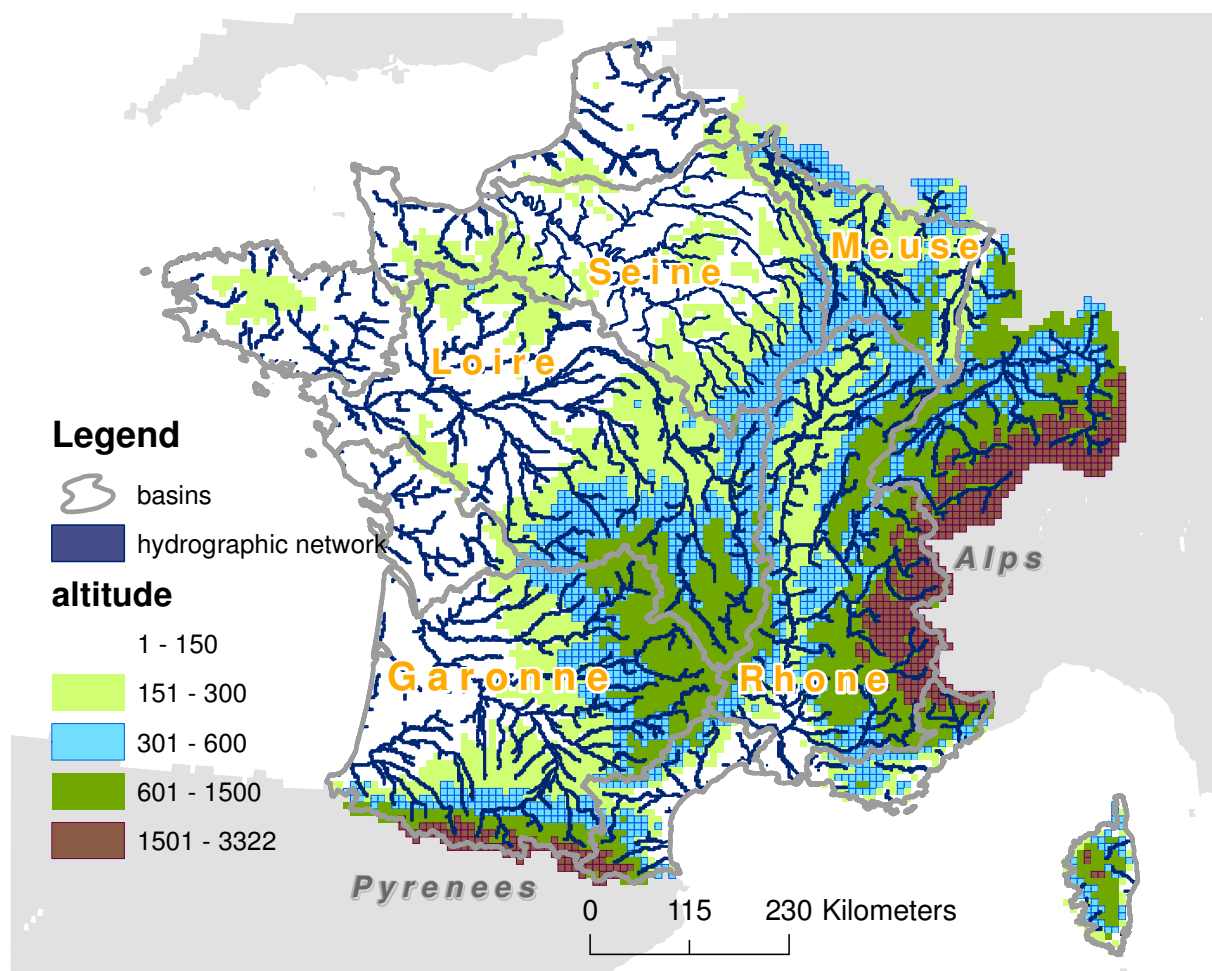 Meuse
Seine
Loire
Legend
basins
hydrographic network
Alps
altitude
1 - 150
151 - 300
Garonne
Rhone
301 - 600
601 - 1500
1501 - 3322
Pyrenees
0 115 230 Kilometers